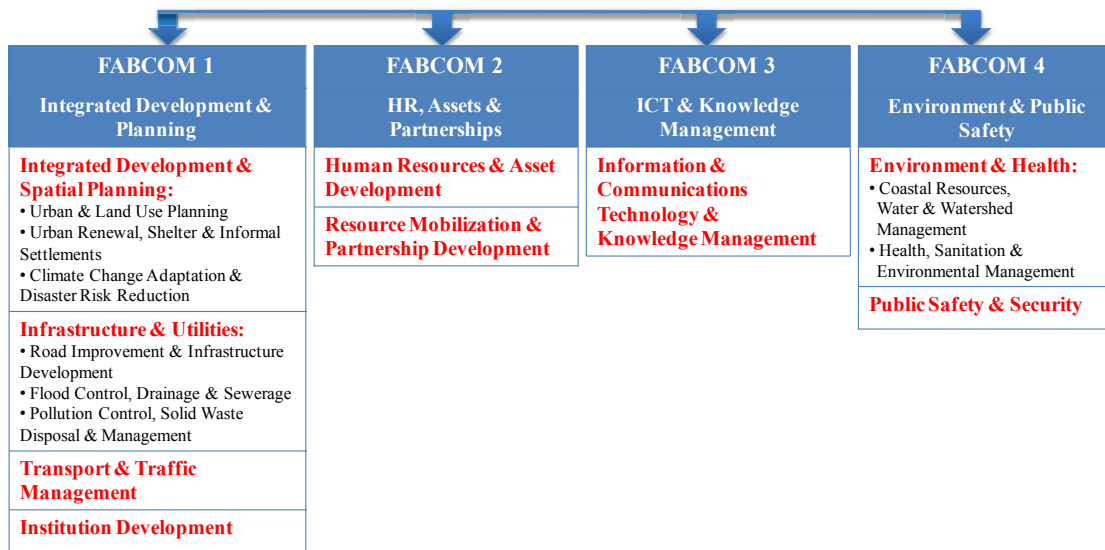 FABCOM 1
Integrated Development &
Planning
Integrated Development &
Spatial Planning:
• Urban & Land Use Planning
• Urban Renewal, Shelter & Informal
Settlements
• Climate Change Adaptation &
Disaster Risk Reduction
Infrastructure & Utilities:
• Road Improvement & Infrastructure
Development
• Flood Control, Drainage & Sewerage
• Pollution Control, Solid Waste
Disposal & Management
Transport & Traffic
Management
Institution Development
FABCOM 2
HR, Assets &
Partnerships
Human Resources & Asset
Development
Resource Mobilization &
Partnership Development
FABCOM 3
ICT & Knowledge
Management
Information &
Communications
Technology &
Knowledge Management
FABCOM 4
Environment & Public
Safety
Environment & Health:
• Coastal Resources,
Water & Watershed
Management
• Health, Sanitation &
Environmental Management
Public Safety & Security